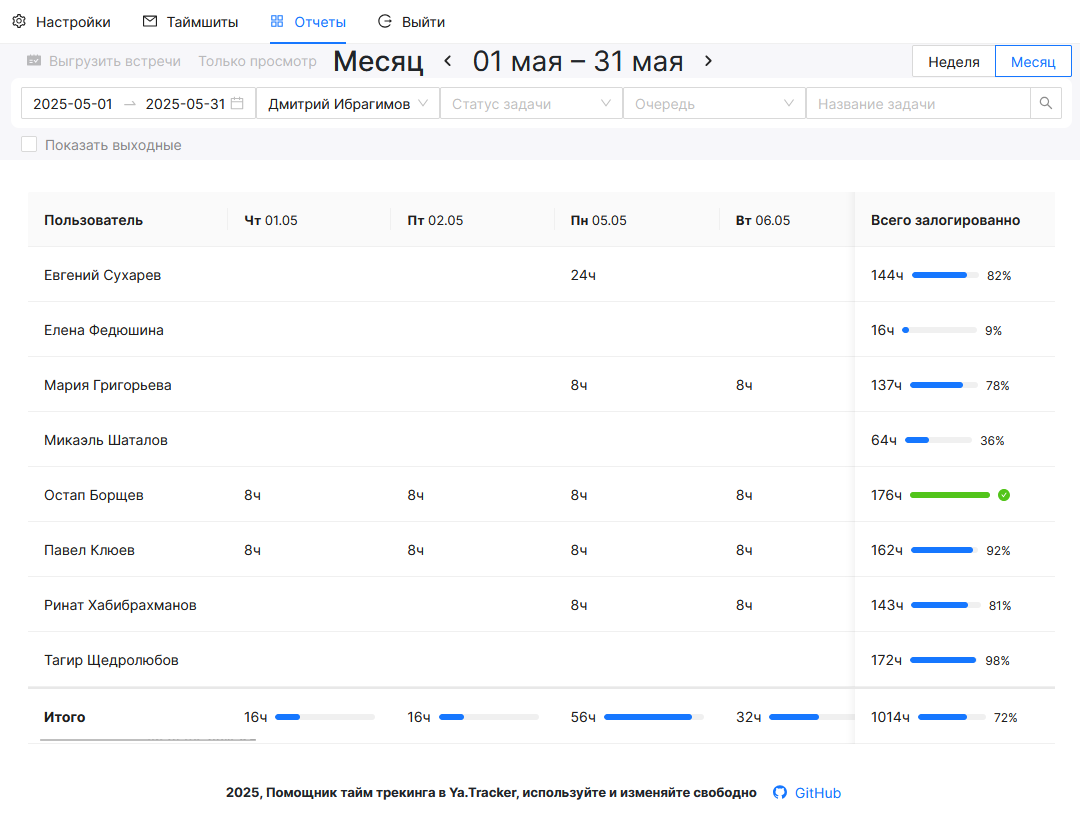 Настройки Таймшиты Отчеты Выйти
Выгрузить встречи Только просмотр Месяц 01 мая – 31 мая Неделя Месяц
2025-05-01 → 2025-05-31 Дмитрий Ибрагимов Статус задачи Очередь Название задачи
Показать выходные
Пользователь Чт 01.05 Пт 02.05 Пн 05.05 Вт 06.05 Всего залогированно
Евгений Сухарев 24ч 144ч 82%
Елена Федюшина 16ч 9%
Мария Григорьева 8ч 8ч 137ч 78%
Микаэль Шаталов 64ч 36%
Остап Борщев 8ч 8ч 8ч 8ч 176ч
Павел Клюев 8ч 8ч 8ч 8ч 162ч 92%
Ринат Хабибрахманов 8ч 8ч 143ч 81%
Тагир Щедролюбов 172ч 98%
Итого 16ч 16ч 56ч 32ч 1014ч 72%
2025, Помощник тайм трекинга в Ya.Tracker, используйте и изменяйте свободно GitHub